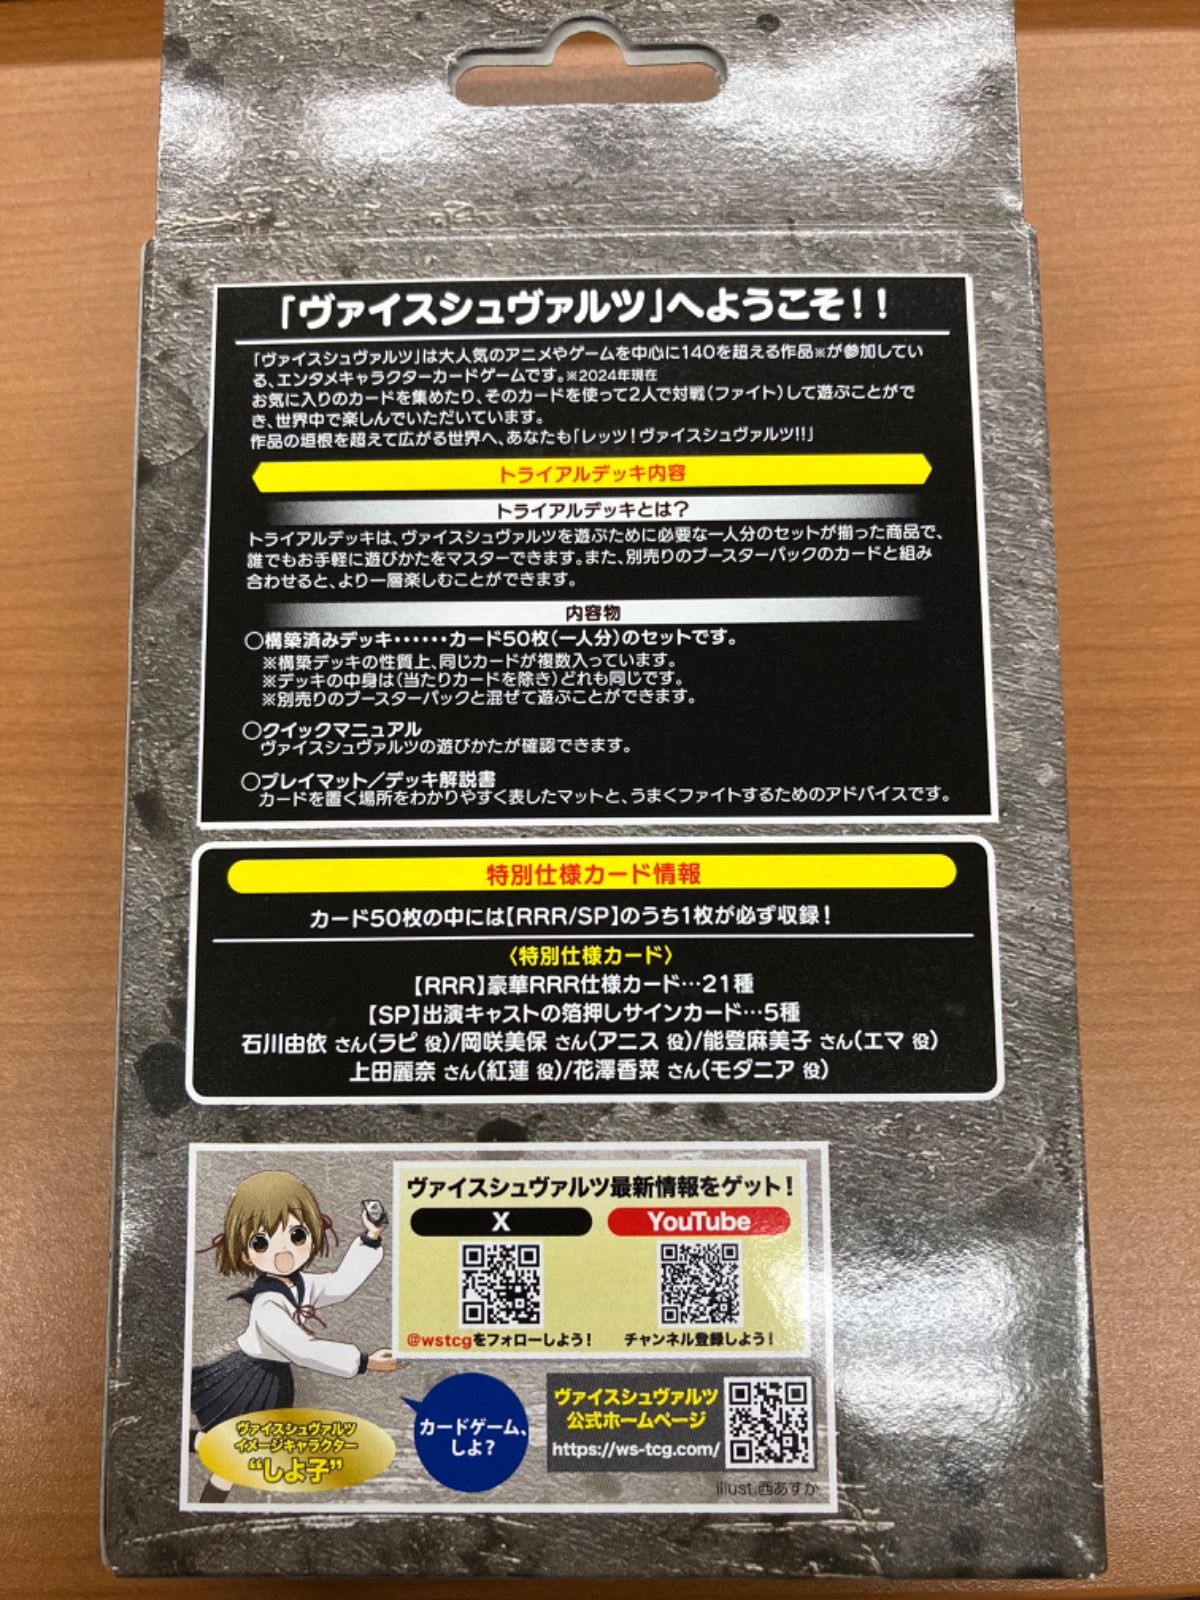 「ヴァイスシュヴァルツ」へようこそ!!
「ヴァイスシュヴァルツ」は大人気のアニメやゲームを中心に140を超える作品※が参加してい
る、エンタメキャラクターカードゲームです。※2024年現在
お気に入りのカードを集めたり、そのカードを使って2人で対戦(ファイト)して遊ぶことがで
き、世界中で楽しんでいただいています。
作品の垣根を超えて広がる世界へ、あなたも「レッツ!ヴァイスシュヴァルツ!!」
トライアルデッキ内容
トライアルデッキとは?
トライアルデッキは、ヴァイスシュヴァルツを遊ぶために必要な一人分のセットが揃った商品で、
誰でもお手軽に遊びかたをマスターできます。また、別売りのブースターパックのカードと組み
合わせると、より一層楽しむことができます。
内容物
○構築済みデッキ・・・・・・カード50枚(一人分)のセットです。
※構築デッキの性質上、同じカードが複数入っています。
※デッキの中身は(当たりカードを除き)どれも同じです。
※別売りのブースターパックと混ぜて遊ぶことができます。
○クイックマニュアル
ヴァイスシュヴァルツの遊びかたが確認できます。
○プレイマット/デッキ解説書
カードを置く場所をわかりやすく表したマットと、うまくファイトするためのアドバイスです。
特別仕様カード情報
カード50枚の中には【RRR/SP】のうち1枚が必ず収録!
〈特別仕様カード〉
【RRR】豪華RRR仕様カード…21種
【SP】出演キャストの箔押しサインカード…5種
石川由依 さん(ラピ 役)/岡咲美保 さん(アニス 役)/能登麻美子 さん(エマ 役)
上田麗奈 さん(紅蓮 役)/花澤香菜 さん(モダニア 役)
ヴァイスシュヴァルツ最新情報をゲット!
X
YouTube
@wstcgをフォローしよう!
チャンネル登録しよう!
カードゲーム、
しよ?
ヴァイスシュヴァルツ
公式ホームページ
https://ws-tcg.com/
ヴァイスシュヴァルツ
イメージキャラクター
"しよ子"
illust.西あすか